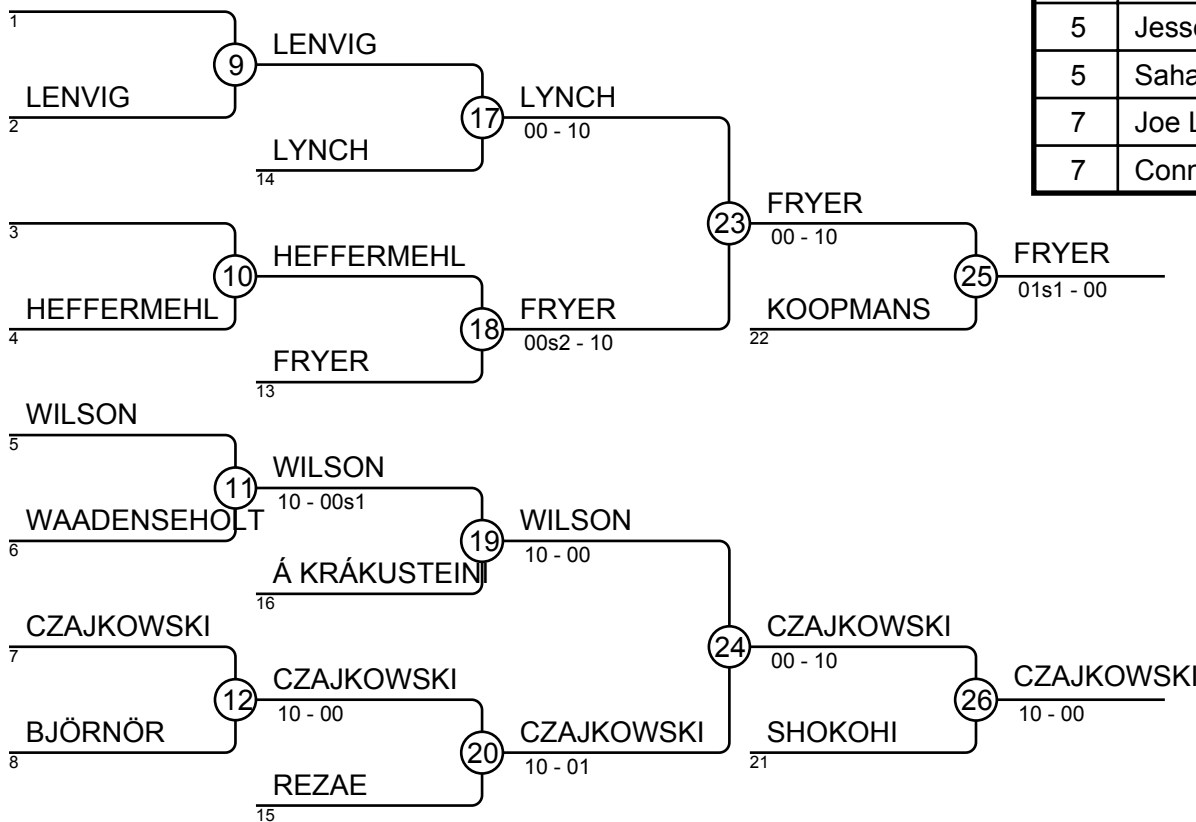 1
9
LENVIG
LENVIG
2
17
LYNCH
00 - 10
LYNCH
14
3
10
HEFFERMEHL
HEFFERMEHL
4
18
FRYER
00s2 - 10
FRYER
13
23
FRYER
00 - 10
25
FRYER
01s1 - 00
KOOPMANS
22
WILSON
5
11
WILSON
10 - 00s1
WAADENSEHOLT
6
19
WILSON
10 - 00
Á KRÁKUSTEINI
16
CZAJKOWSKI
7
12
CZAJKOWSKI
10 - 00
BJÖRNÖR
8
20
CZAJKOWSKI
10 - 01
REZAE
15
24
CZAJKOWSKI
00 - 10
26
CZAJKOWSKI
10 - 00
SHOKOHI
21
5
5
7 Joe
7